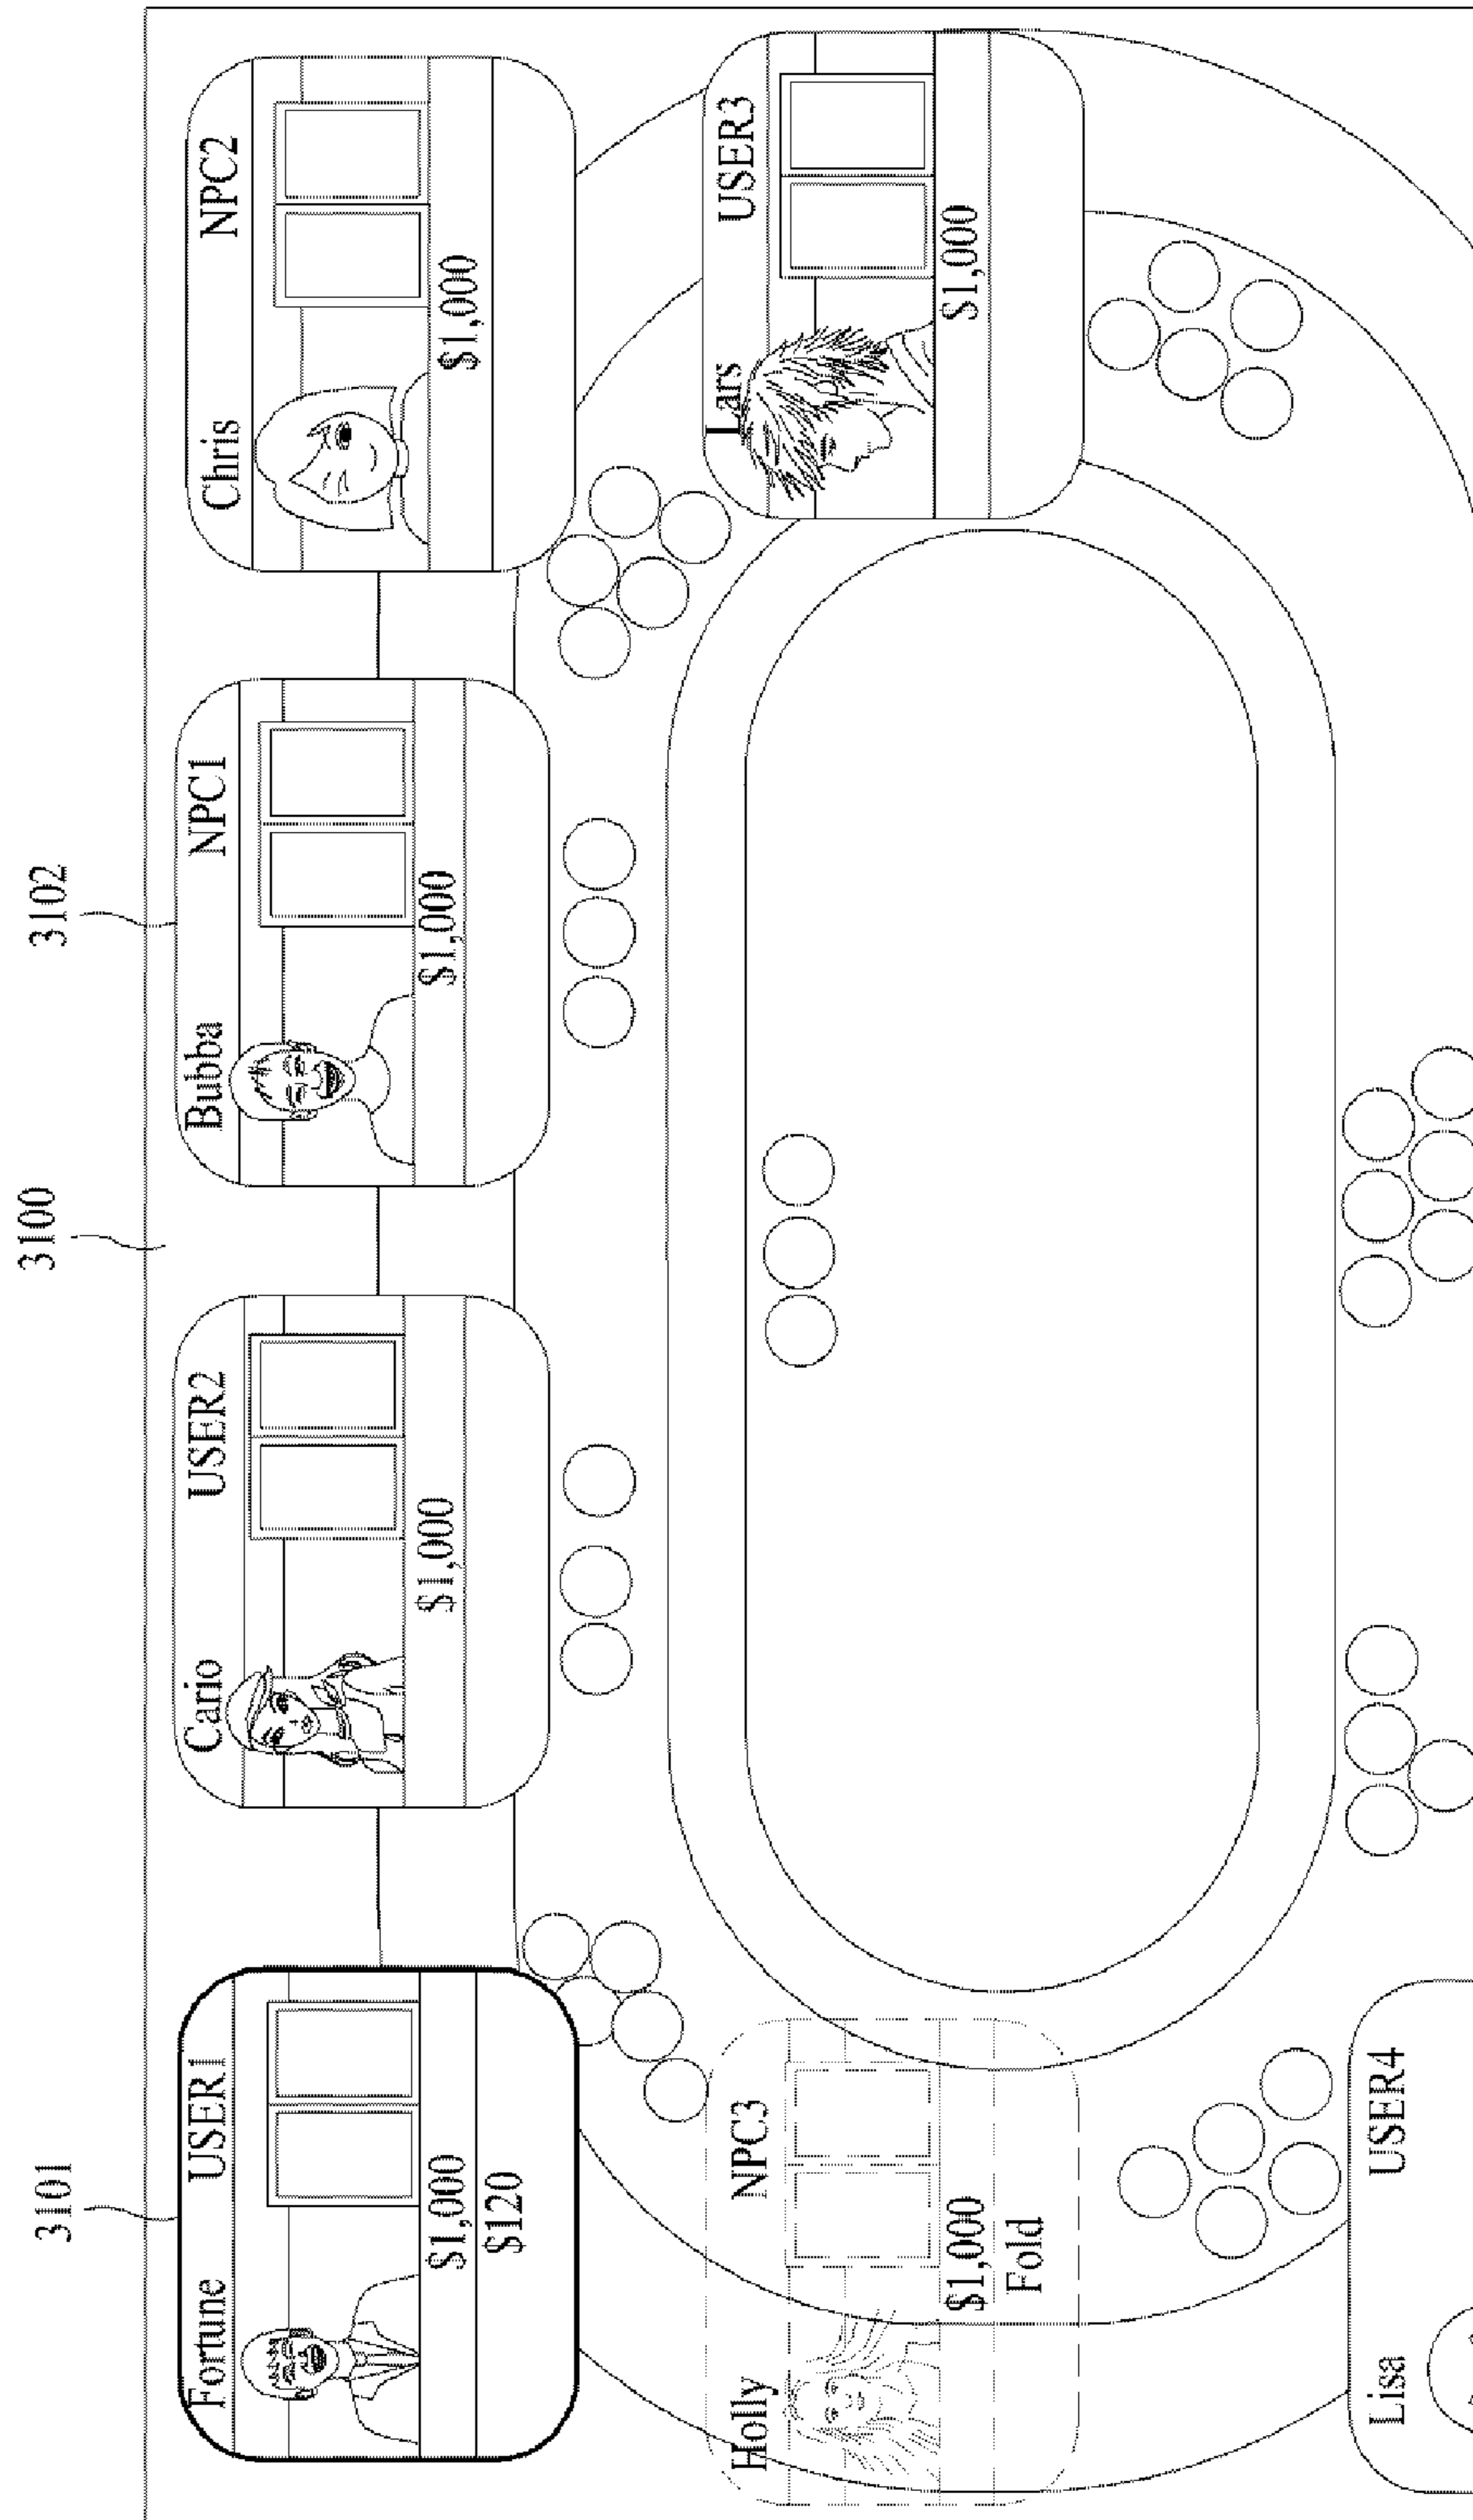 3100
3101
3102
Fortune USER1
$1,000
$120
Cario USER2
$1,000
Bubba NPC1
$1,000
Chris NPC2
$1,000
Holly NPC3
$1,000
Fold
Lars USER3
$1,000
Lisa USER4